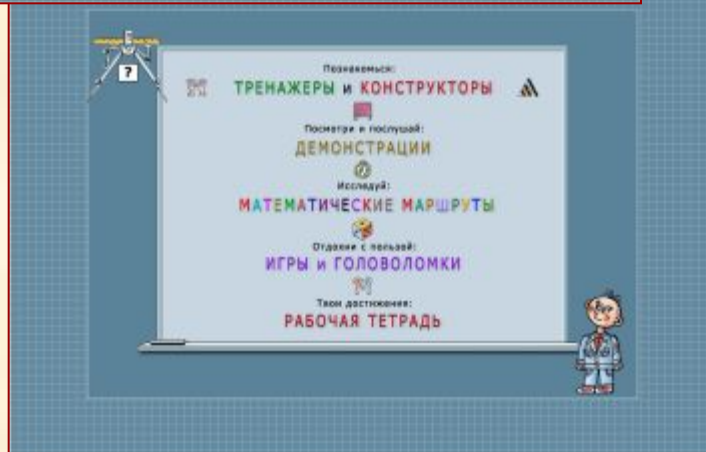 ?
Познакомься:
ТРЕНАЖЕРЫ и КОНСТРУКТОРЫ
Посмотри и послушай:
ДЕМОНСТРАЦИИ
Исследуй:
МАТЕМАТИЧЕСКИЕ МАРШРУТЫ
Отдохни с пользой:
ИГРЫ и ГОЛОВОЛОМКИ
Твои достижения:
РАБОЧАЯ ТЕТРАДЬ